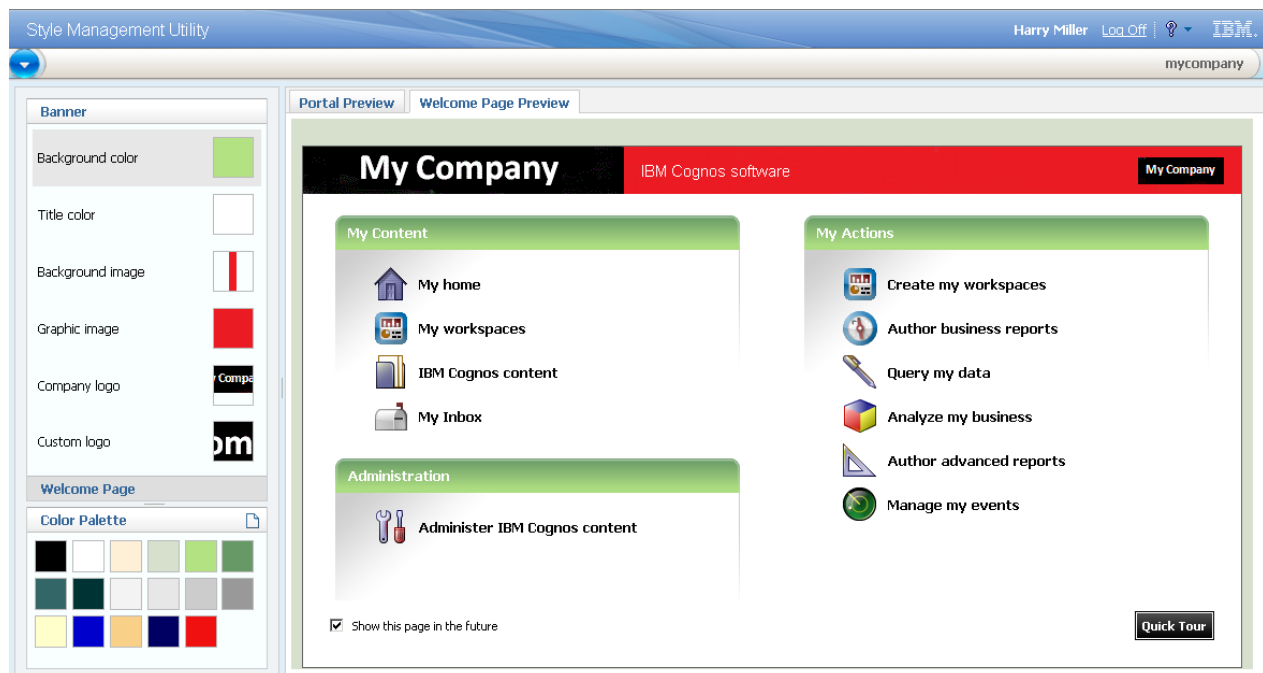 Style Management Utility
Harry Miller Log Off ? IBM.
mycompany
Banner
Background color
Title color
Background image
Graphic image
Company logo
Compa
Custom logo
om
Welcome Page
Color Palette
Portal Preview Welcome Page Preview
My Company IBM Cognos software My Company
My Content
My home
My workspaces
IBM Cognos content
My Inbox
Administration
Administer IBM Cognos content
My Actions
Create my workspaces
Author business reports
Query my data
Analyze my business
Author advanced reports
Manage my events
Show this page in the future
Quick Tour